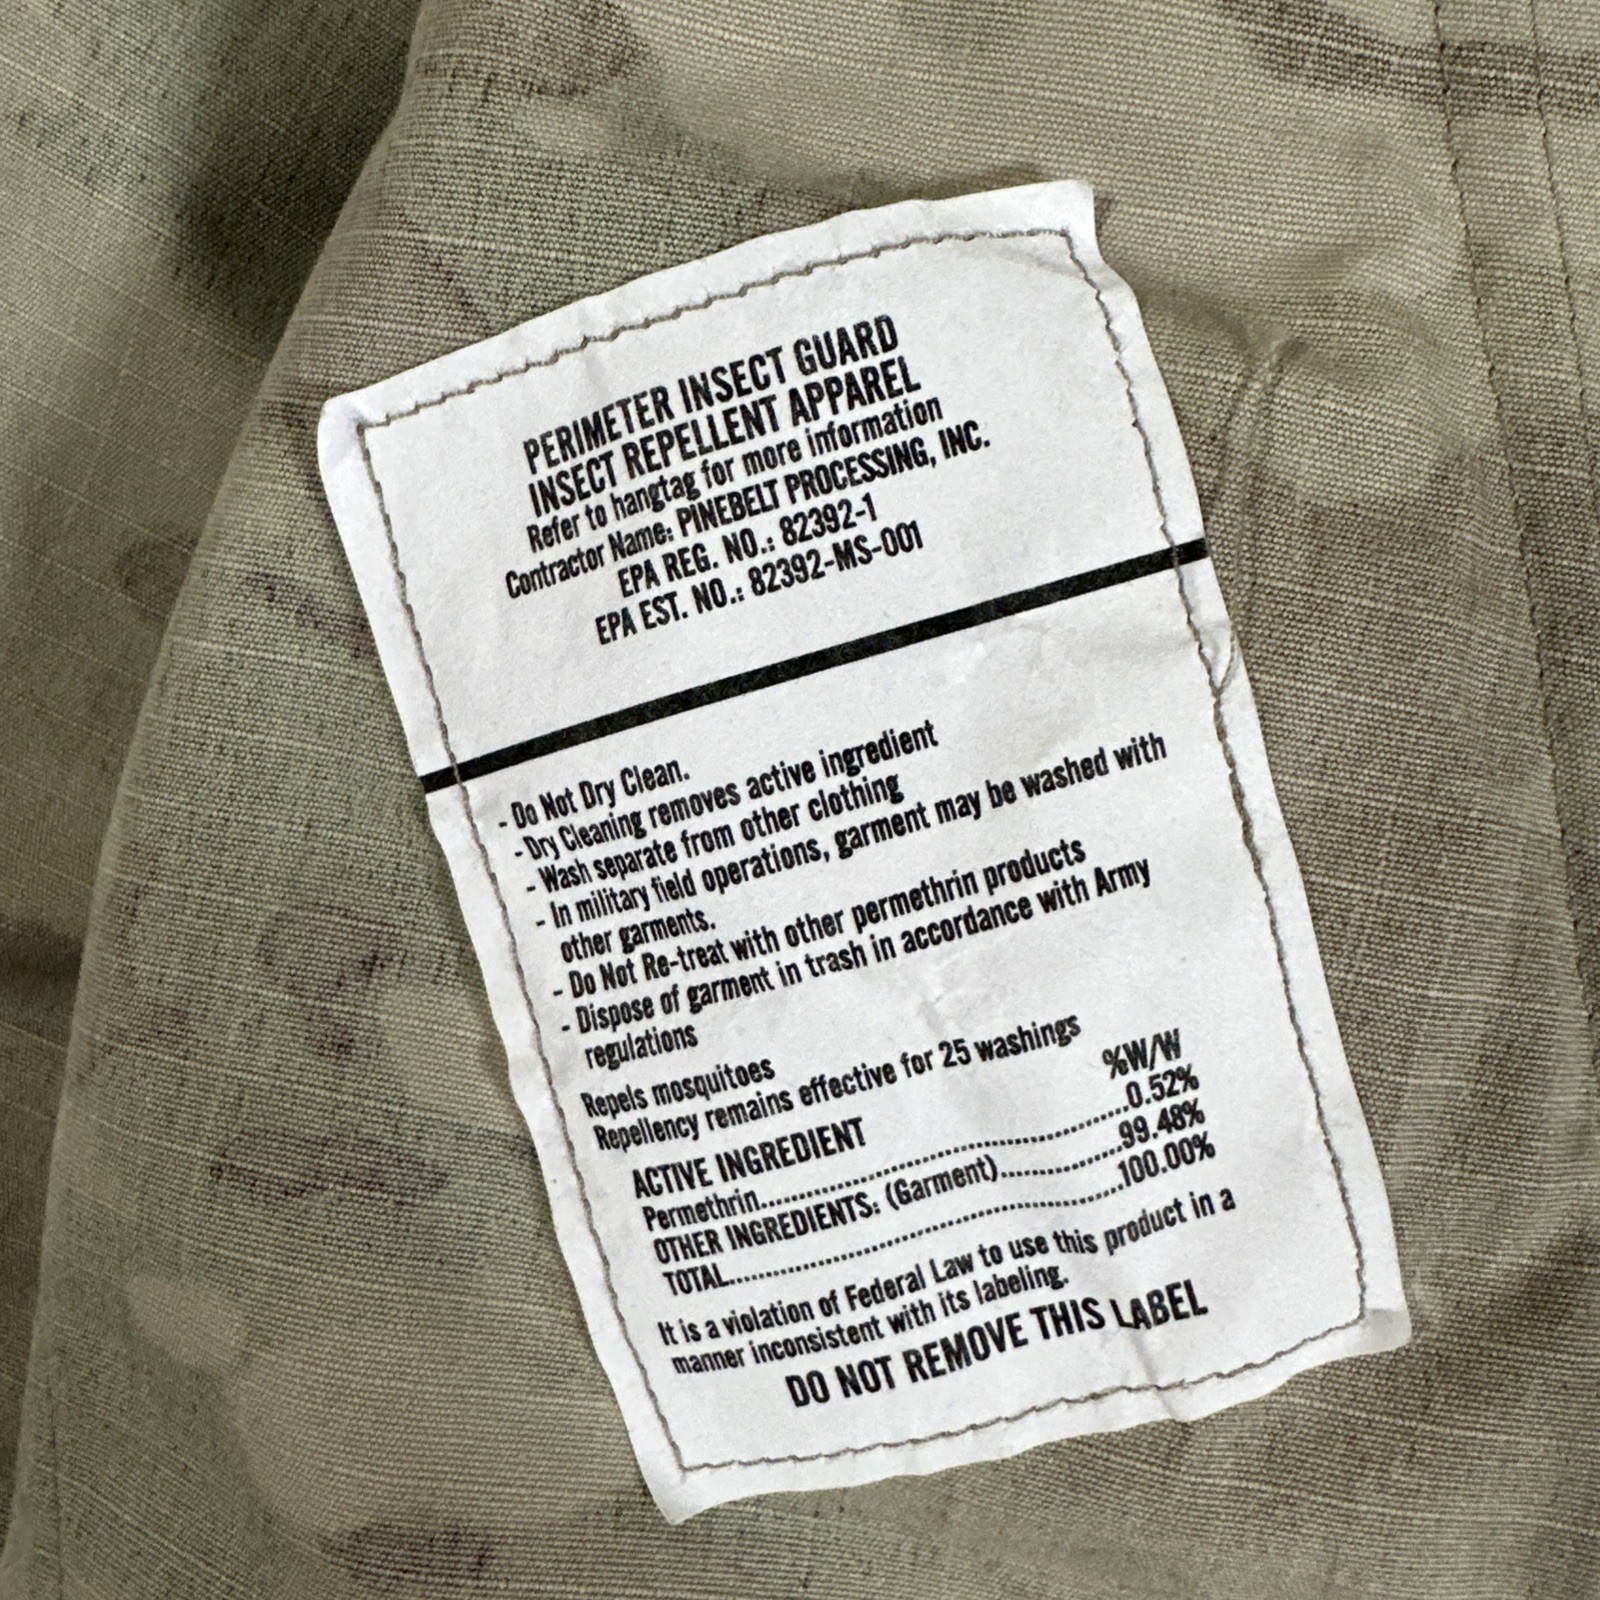 PERIMETER INSECT GUARD
INSECT REPELLENT APPAREL
Refer to hangtag for more information
Contractor Name: PINEBELT PROCESSING, INC.
EPA REG. NO.: 82392-1
EPA EST. NO.: 82392-MS-001
- Do Not Dry Clean.
- Dry Cleaning removes active ingredient
- Wash separate from other clothing
- In military field operations, garment may be washed with
other garments.
- Do Not Re-treat with other permethrin products
- Dispose of garment in trash in accordance with Army
regulations
Repels mosquitoes
Repellency remains effective for 25 washings
%W/W
ACTIVE INGREDIENT
Permethrin........................................0.52%
OTHER INGREDIENTS: (Garment)................99.48%
TOTAL.............................................100.00%
It is a violation of Federal Law to use this product in a
manner inconsistent with its labeling.
DO NOT REMOVE THIS LABEL